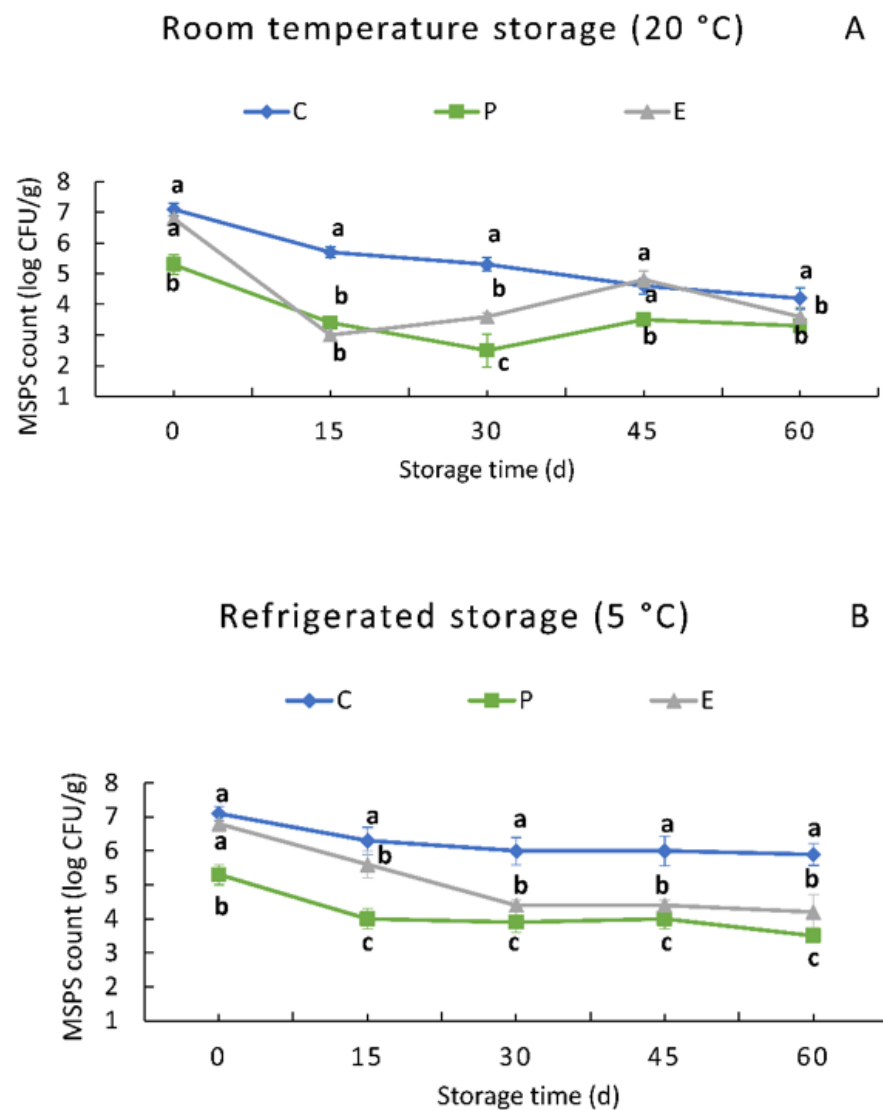 Room temperature storage (20 °C) A
C P E
MSPS count (log CFU/g)
8
7
6
5
4
3
2
1
a
a
b
a
b
b
a
b
c
a
a
b
a
b
b
0 15 30 45 60
Storage time (d)
Refrigerated storage (5 °C) B
C P E
MSPS count (log CFU/g)
8
7
6
5
4
3
2
1
a
a
b
a
b
c
a
b
c
a
b
c
a
b
c
0 15 30 45 60
Storage time (d)